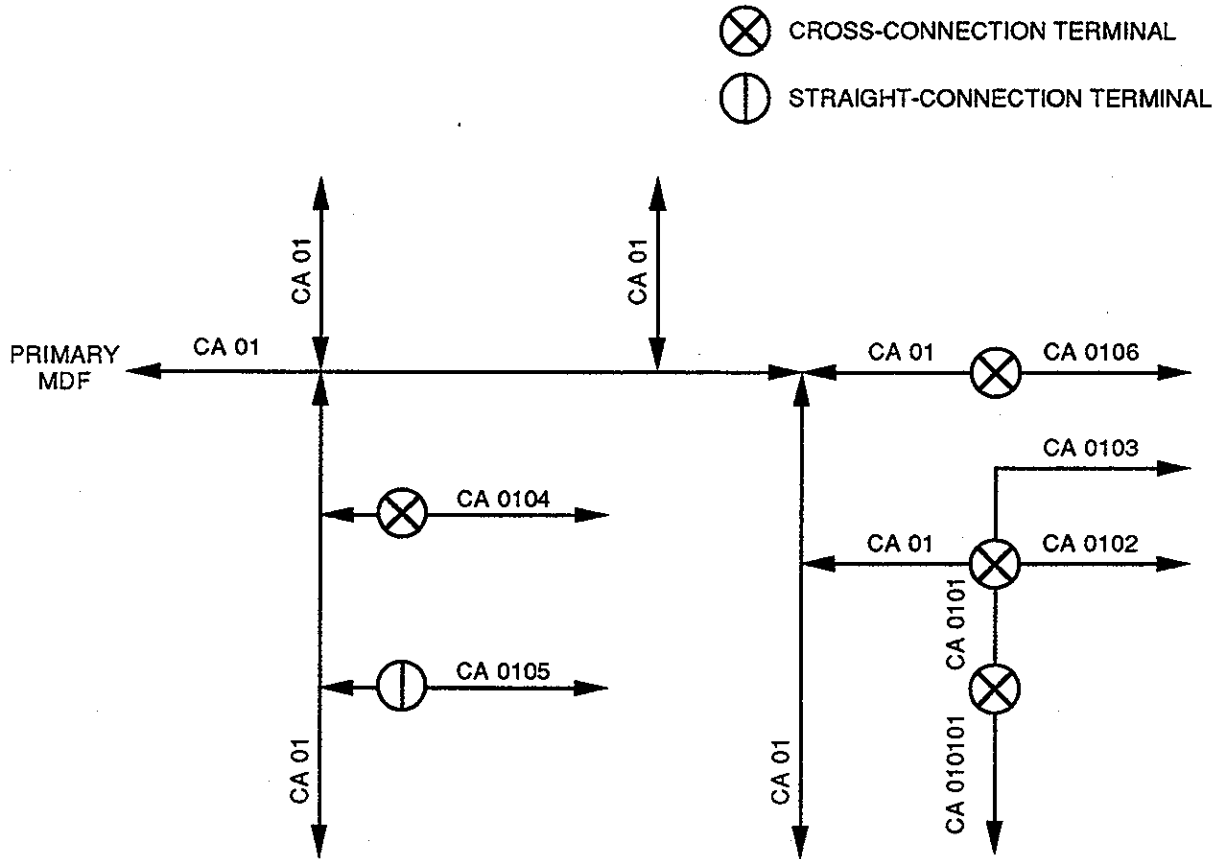 CROSS-CONNECTION TERMINAL
STRAIGHT-CONNECTION TERMINAL
CA 01
CA 01
PRIMARY
MDF
CA 01
CA 01
CA 0106
CA 0103
CA 0104
CA 01
CA 0102
CA 0101
CA 0105
CA 01
CA 01
CA 010101